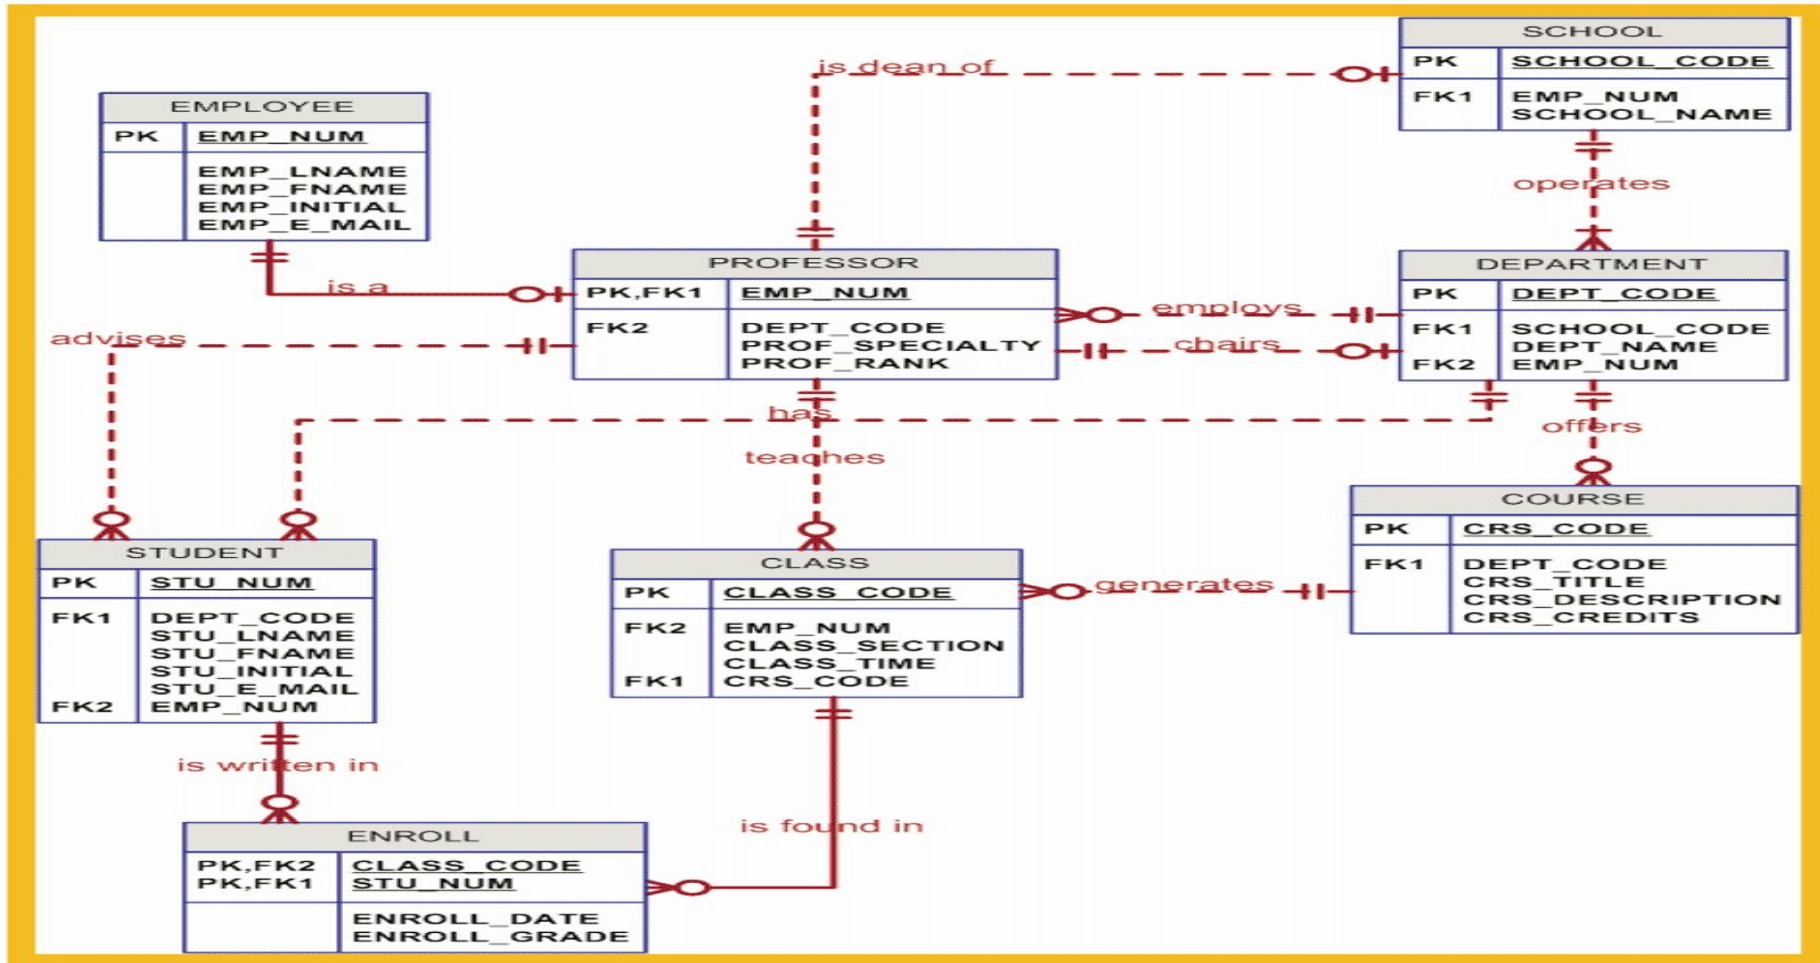 SCHOOL
PK SCHOOL_CODE
FK1 EMP_NUM
SCHOOL_NAME
is dean of
EMPLOYEE
PK EMP_NUM
EMP_LNAME
EMP_FNAME
EMP_INITIAL
EMP_E_MAIL
operates
is a
PROFESSOR
PK,FK1 EMP_NUM
FK2 DEPT_CODE
PROF_SPECIALTY
PROF_RANK
employs
chairs
DEPARTMENT
PK DEPT_CODE
FK1 SCHOOL_CODE
DEPT_NAME
FK2 EMP_NUM
advises
has
teaches
offers
STUDENT
PK STU_NUM
FK1 DEPT_CODE
STU_LNAME
STU_FNAME
STU_INITIAL
STU_E_MAIL
FK2 EMP_NUM
CLASS
PK CLASS_CODE
FK2 EMP_NUM
CLASS_SECTION
CLASS_TIME
FK1 CRS_CODE
generates
COURSE
PK CRS_CODE
FK1 DEPT_CODE
CRS_TITLE
CRS_DESCRIPTION
CRS_CREDITS
is written in
is found in
ENROLL
PK,FK2 CLASS_CODE
PK,FK1 STU_NUM
ENROLL_DATE
ENROLL_GRADE